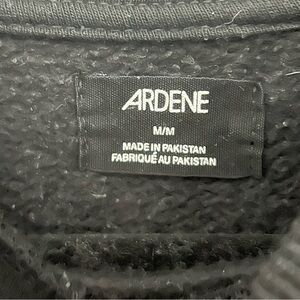 ARDENE
M/M
MADE IN PAKISTAN
FABRIQUÉ AU PAKISTAN